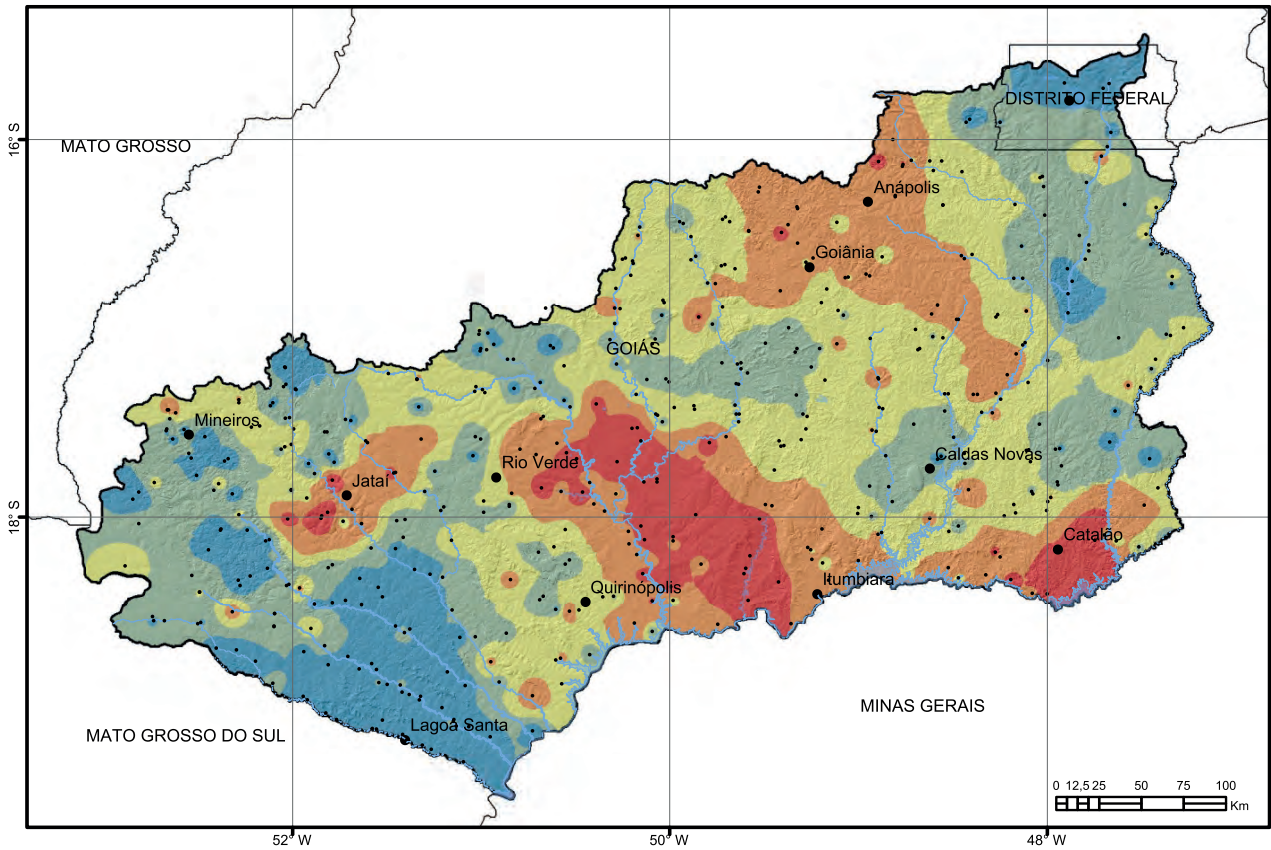 DISTRITO FEDERAL
16° S
MATO GROSSO
Anápolis
Goiânia
GOIÁS
Mineiros
Caldas Novas
Rio Verde
Jataí
18° S
Catalão
Itumbiara
Quirinópolis
MINAS GERAIS
Lagoa Santa
MATO GROSSO DO SUL
0 12,5 25 50 75 100
Km
52° W 50° W 48° W